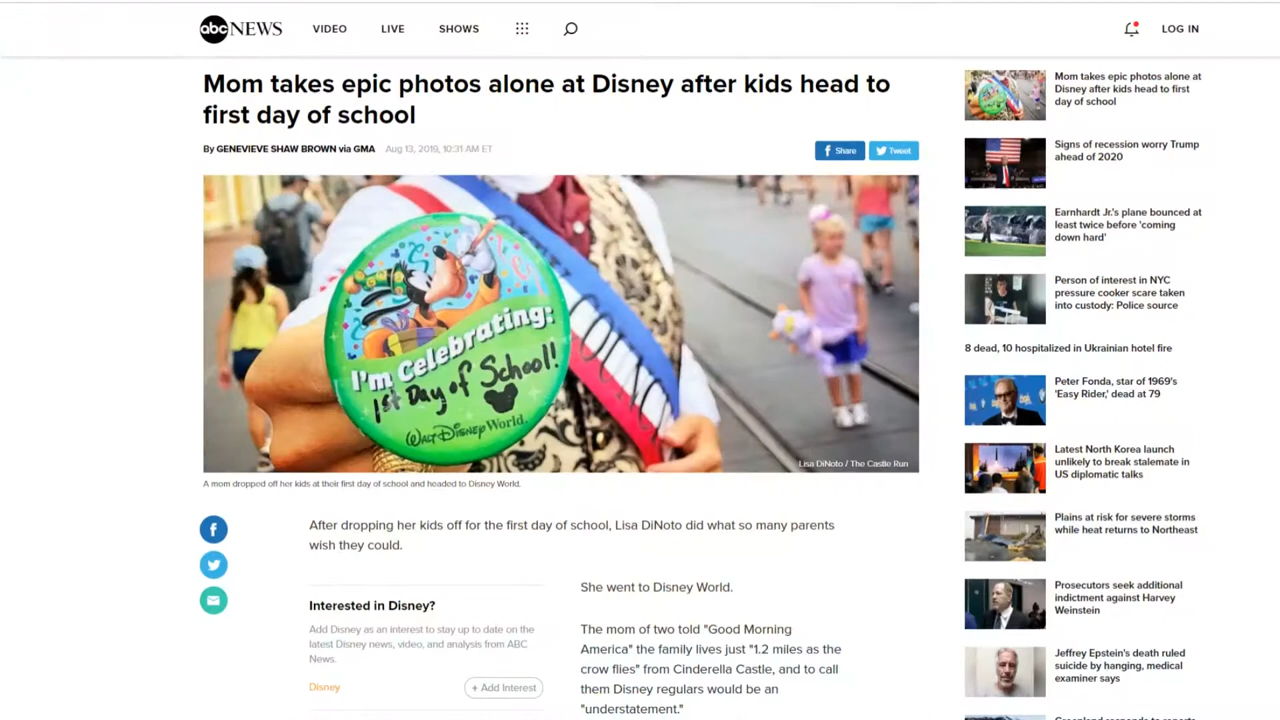 abc NEWS
VIDEO
LIVE
SHOWS
LOG IN
Mom takes epic photos alone at Disney after kids head to
first day of school
By GENEVIEVE SHAW BROWN via GMA Aug 13, 2019, 10:31 AM ET
Share
Tweet
I'm Celebrating:
1st Day of School!
WALT DISNEY World.
Lisa DiNoto / The Castle Run
A mom dropped off her kids at their first day of school and headed to Disney World.
After dropping her kids off for the first day of school, Lisa DiNoto did what so many parents
wish they could.
Interested in Disney?
Add Disney as an interest to stay up to date on the
latest Disney news, video, and analysis from ABC
News.
Disney
+ Add Interest
She went to Disney World.
The mom of two told "Good Morning
America" the family lives just "1.2 miles as the
crow flies" from Cinderella Castle, and to call
them Disney regulars would be an
"understatement."
Mom takes epic photos alone at
Disney after kids head to first
day of school
Signs of recession worry Trump
ahead of 2020
Earnhardt Jr.'s plane bounced at
least twice before 'coming
down hard'
Person of interest in NYC
pressure cooker scare taken
into custody: Police source
8 dead, 10 hospitalized in Ukrainian hotel fire
Peter Fonda, star of 1969's
'Easy Rider,' dead at 79
Latest North Korea launch
unlikely to break stalemate in
US diplomatic talks
Plains at risk for severe storms
while heat returns to Northeast
Prosecutors seek additional
indictment against Harvey
Weinstein
Jeffrey Epstein's death ruled
suicide by hanging, medical
examiner says